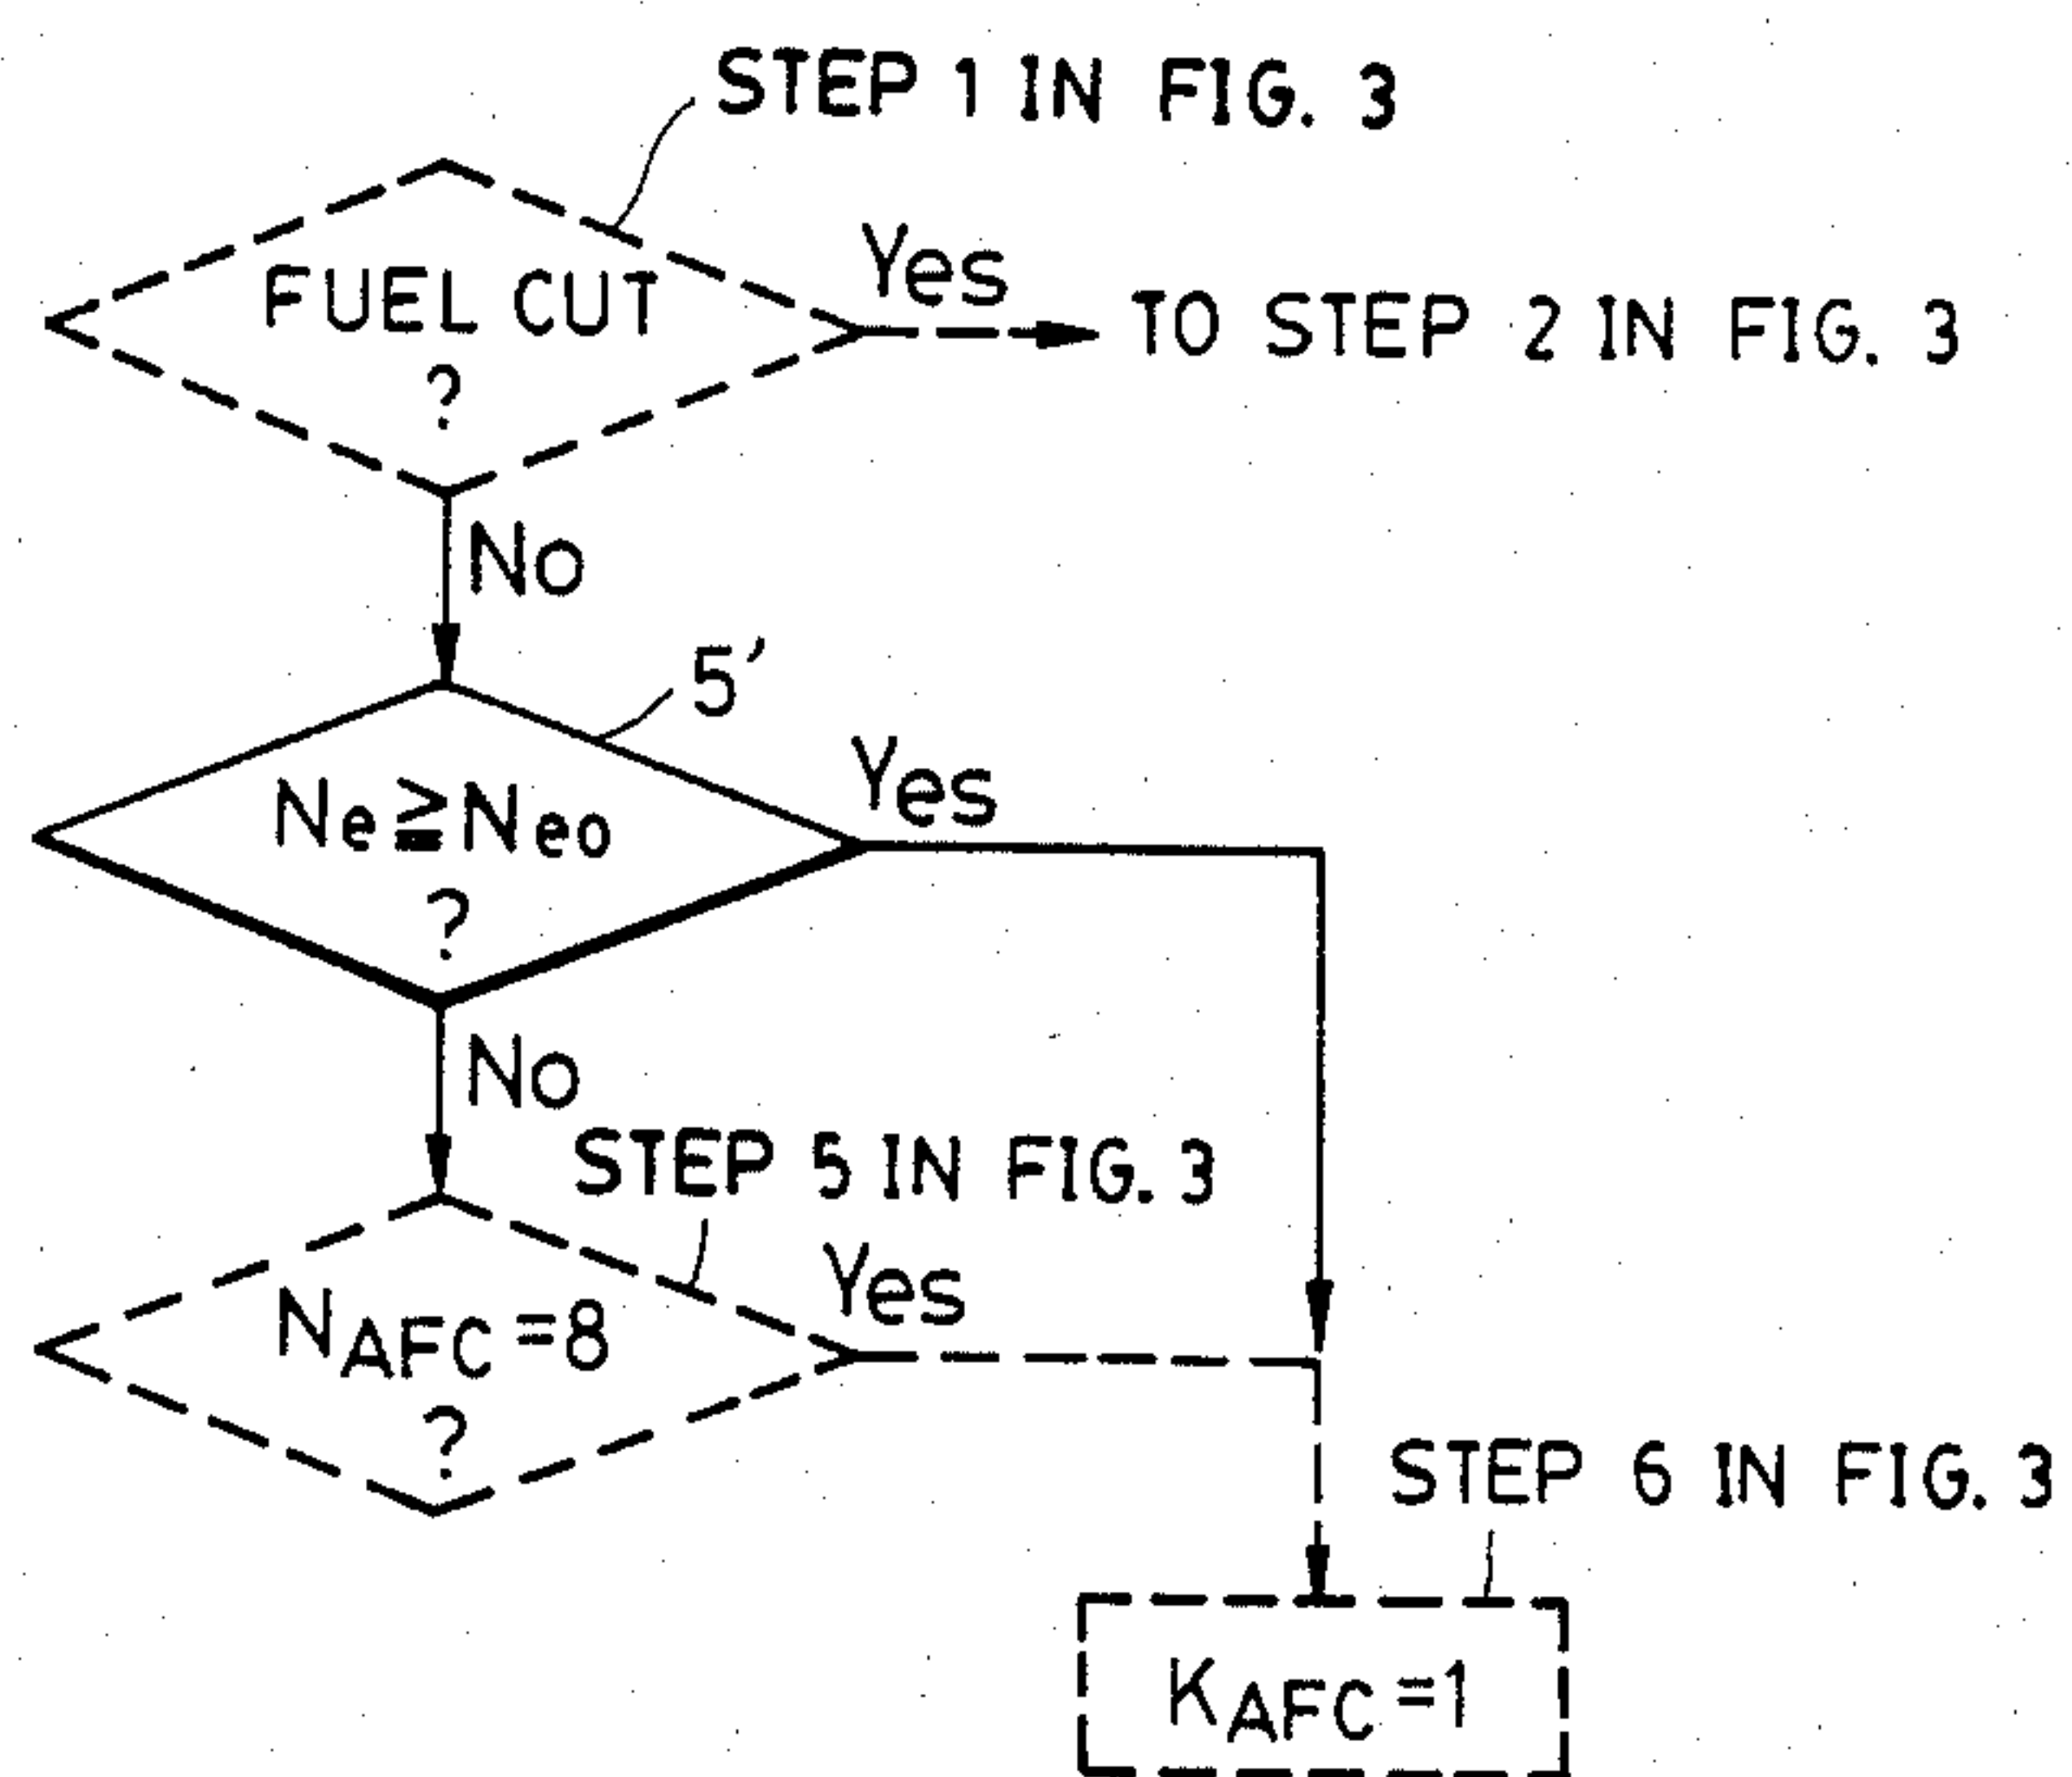 STEP 1 IN FIG. 3
FUEL CUT
?
Yes
TO STEP 2 IN FIG. 3
No
5′
Ne≧Neo
?
Yes
No
STEP 5 IN FIG. 3
NAFC=8
?
Yes
STEP 6 IN FIG. 3
KAFC=1